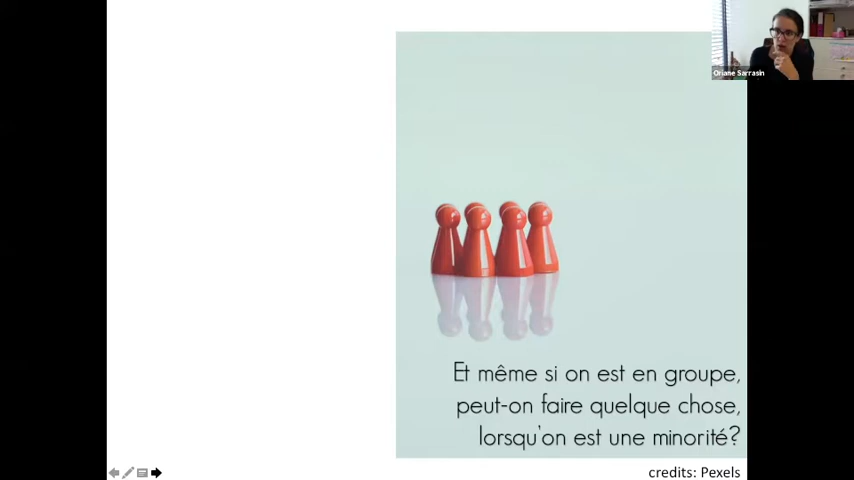 Oriane Sarrasin
Et même si on est en groupe,
peut-on faire quelque chose,
lorsqu'on est une minorité?
credits: Pexels